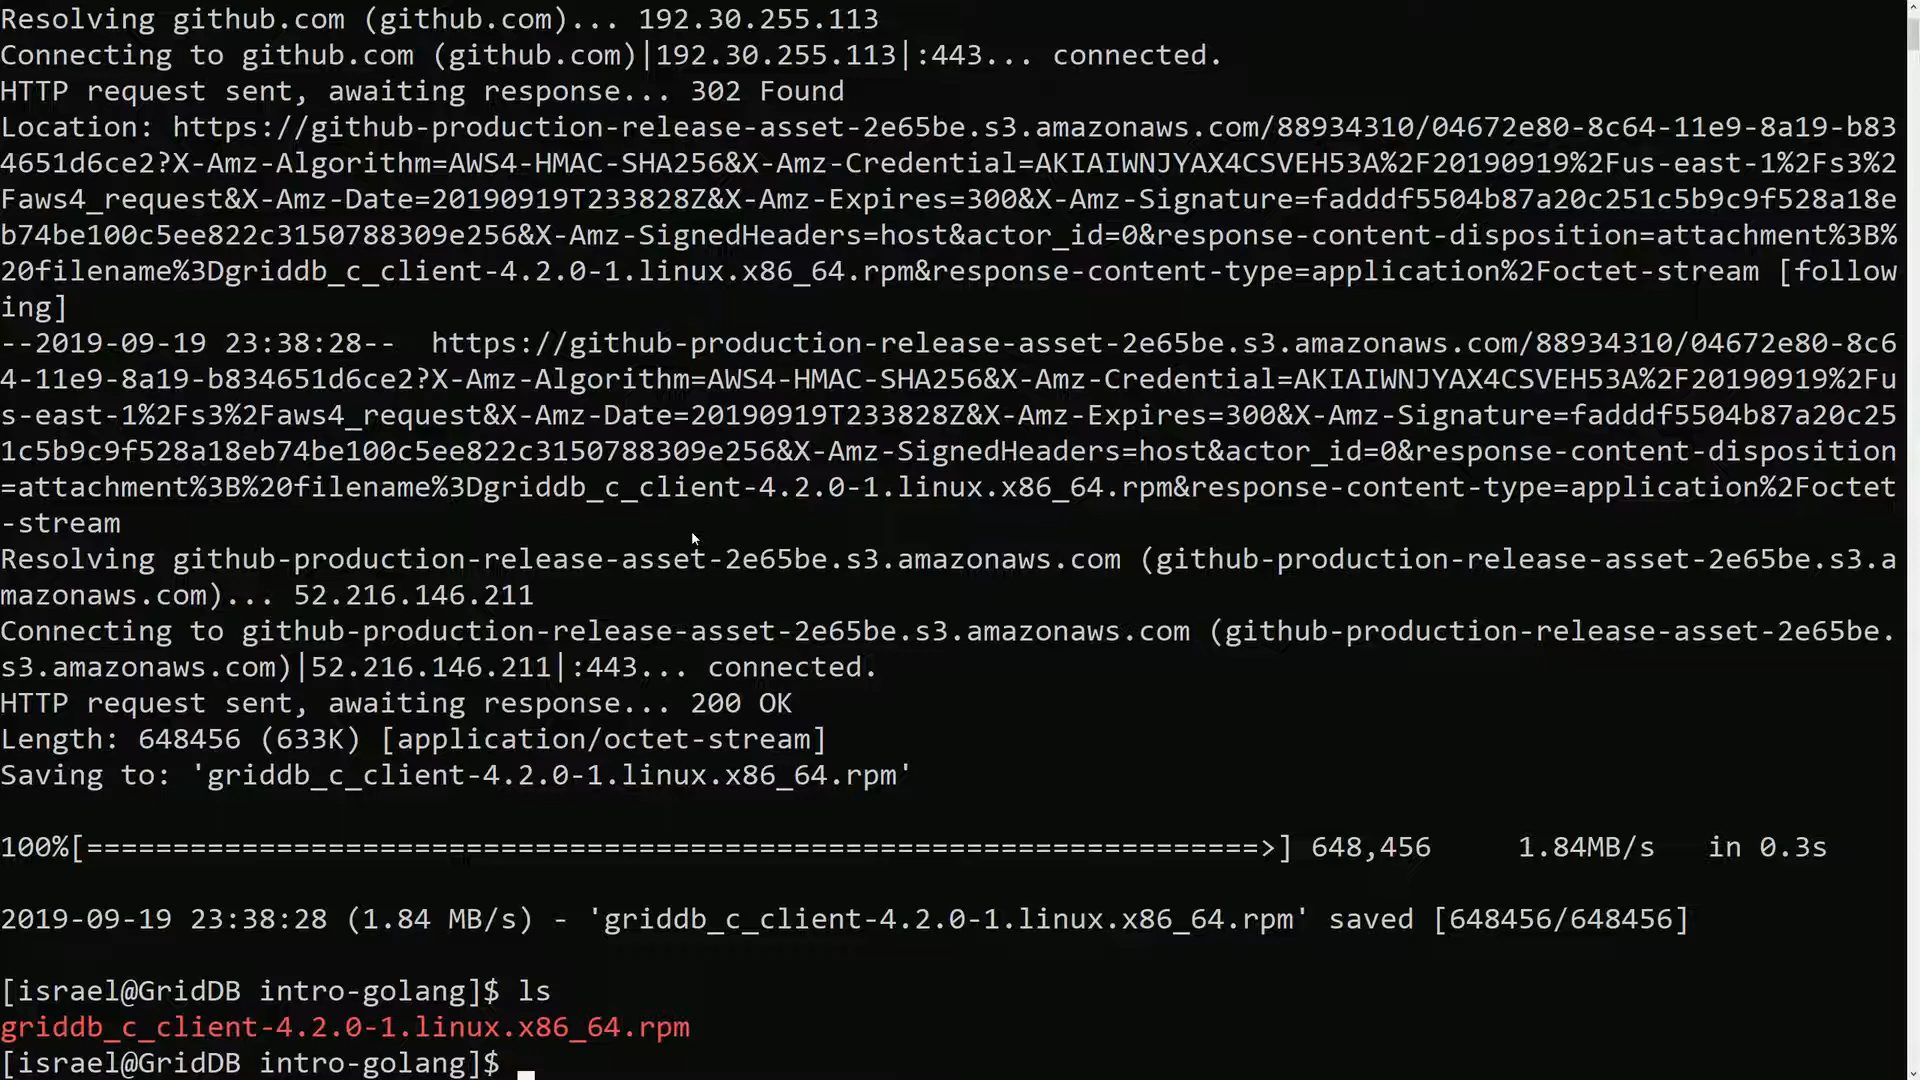 Resolving github.com (github.com)... 192.30.255.113
Connecting to github.com (github.com)|192.30.255.113|:443... connected.
HTTP request sent, awaiting response... 302 Found
Location: https://github-production-release-asset-2e65be.s3.amazonaws.com/88934310/04672e80-8c64-11e9-8a19-b83
4651d6ce2?X-Amz-Algorithm=AWS4-HMAC-SHA256&X-Amz-Credential=AKIAIWNJYAX4CSVEH53A%2F20190919%2Fus-east-1%2Fs3%2
Faws4_request&X-Amz-Date=20190919T233828Z&X-Amz-Expires=300&X-Amz-Signature=fadddf5504b87a20c251c5b9c9f528a18e
b74be100c5ee822c3150788309e256&X-Amz-SignedHeaders=host&actor_id=0&response-content-disposition=attachment%3B%
20filename%3Dgriddb_c_client-4.2.0-1.linux.x86_64.rpm&response-content-type=application%2Foctet-stream [follow
ing]
--2019-09-19 23:38:28--  https://github-production-release-asset-2e65be.s3.amazonaws.com/88934310/04672e80-8c6
4-11e9-8a19-b834651d6ce2?X-Amz-Algorithm=AWS4-HMAC-SHA256&X-Amz-Credential=AKIAIWNJYAX4CSVEH53A%2F20190919%2Fu
s-east-1%2Fs3%2Faws4_request&X-Amz-Date=20190919T233828Z&X-Amz-Expires=300&X-Amz-Signature=fadddf5504b87a20c25
1c5b9c9f528a18eb74be100c5ee822c3150788309e256&X-Amz-SignedHeaders=host&actor_id=0&response-content-disposition
=attachment%3B%20filename%3Dgriddb_c_client-4.2.0-1.linux.x86_64.rpm&response-content-type=application%2Foctet
-stream
Resolving github-production-release-asset-2e65be.s3.amazonaws.com (github-production-release-asset-2e65be.s3.a
mazonaws.com)... 52.216.146.211
Connecting to github-production-release-asset-2e65be.s3.amazonaws.com (github-production-release-asset-2e65be.
s3.amazonaws.com)|52.216.146.211|:443... connected.
HTTP request sent, awaiting response... 200 OK
Length: 648456 (633K) [application/octet-stream]
Saving to: 'griddb_c_client-4.2.0-1.linux.x86_64.rpm'
100%[====================================================================>] 648,456     1.84MB/s   in 0.3s
2019-09-19 23:38:28 (1.84 MB/s) - 'griddb_c_client-4.2.0-1.linux.x86_64.rpm' saved [648456/648456]
[israel@GridDB intro-golang]$ ls
griddb_c_client-4.2.0-1.linux.x86_64.rpm
[israel@GridDB intro-golang]$